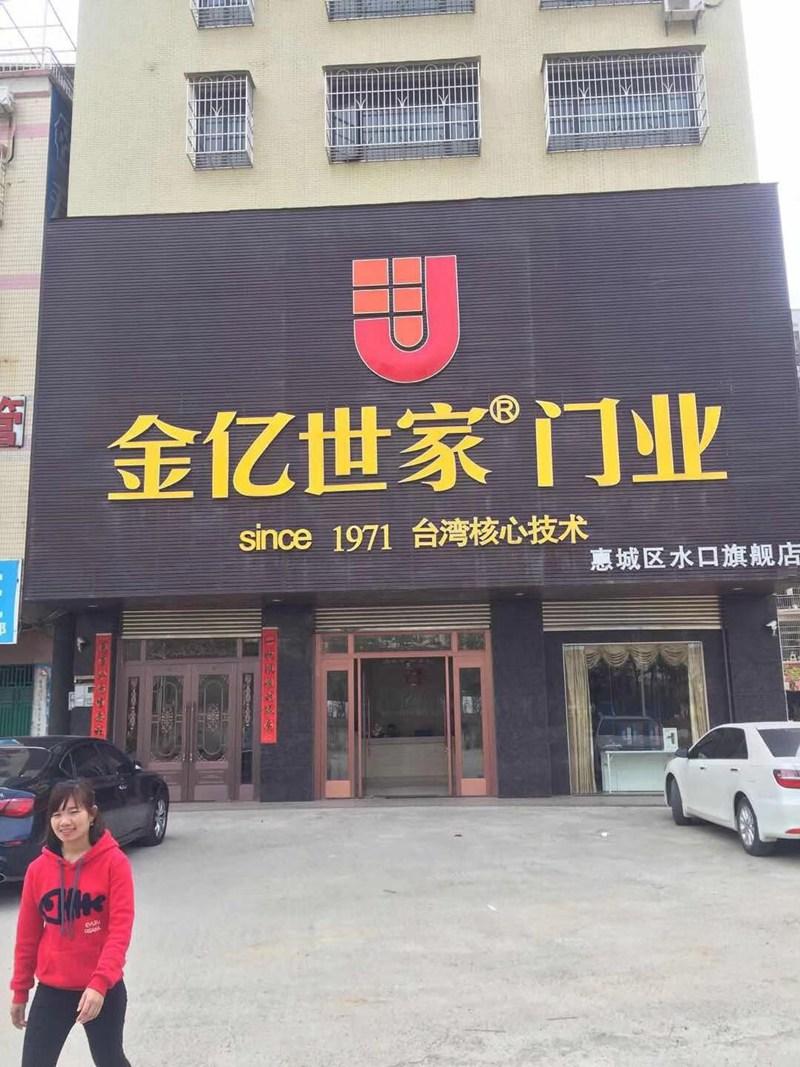 金亿世家®门业
since 1971 台湾核心技术
惠城区水口旗舰店
管